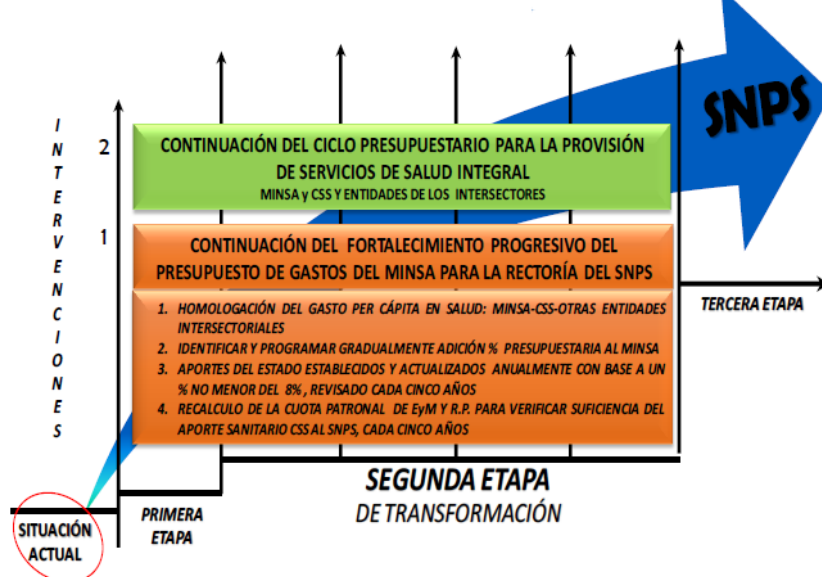 SNPS
INTERVENCIONES
2
CONTINUACIÓN DEL CICLO PRESUPUESTARIO PARA LA PROVISIÓN
DE SERVICIOS DE SALUD INTEGRAL
MINSA y CSS Y ENTIDADES DE LOS INTERSECTORES
1
CONTINUACIÓN DEL FORTALECIMIENTO PROGRESIVO DEL
PRESUPUESTO DE GASTOS DEL MINSA PARA LA RECTORÍA DEL SNPS
1. HOMOLOGACIÓN DEL GASTO PER CÁPITA EN SALUD: MINSA-CSS-OTRAS ENTIDADES
INTERSECTORIALES
2. IDENTIFICAR Y PROGRAMAR GRADUALMENTE ADICIÓN % PRESUPUESTARIA AL MINSA
3. APORTES DEL ESTADO ESTABLECIDOS Y ACTUALIZADOS ANUALMENTE CON BASE A UN
% NO MENOR DEL 8% , REVISADO CADA CINCO AÑOS
4. RECALCULO DE LA CUOTA PATRONAL DE EyM Y R.P. PARA VERIFICAR SUFICIENCIA DEL
APORTE SANITARIO CSS AL SNPS, CADA CINCO AÑOS
TERCERA ETAPA
SEGUNDA ETAPA
DE TRANSFORMACIÓN
PRIMERA
ETAPA
SITUACIÓN
ACTUAL